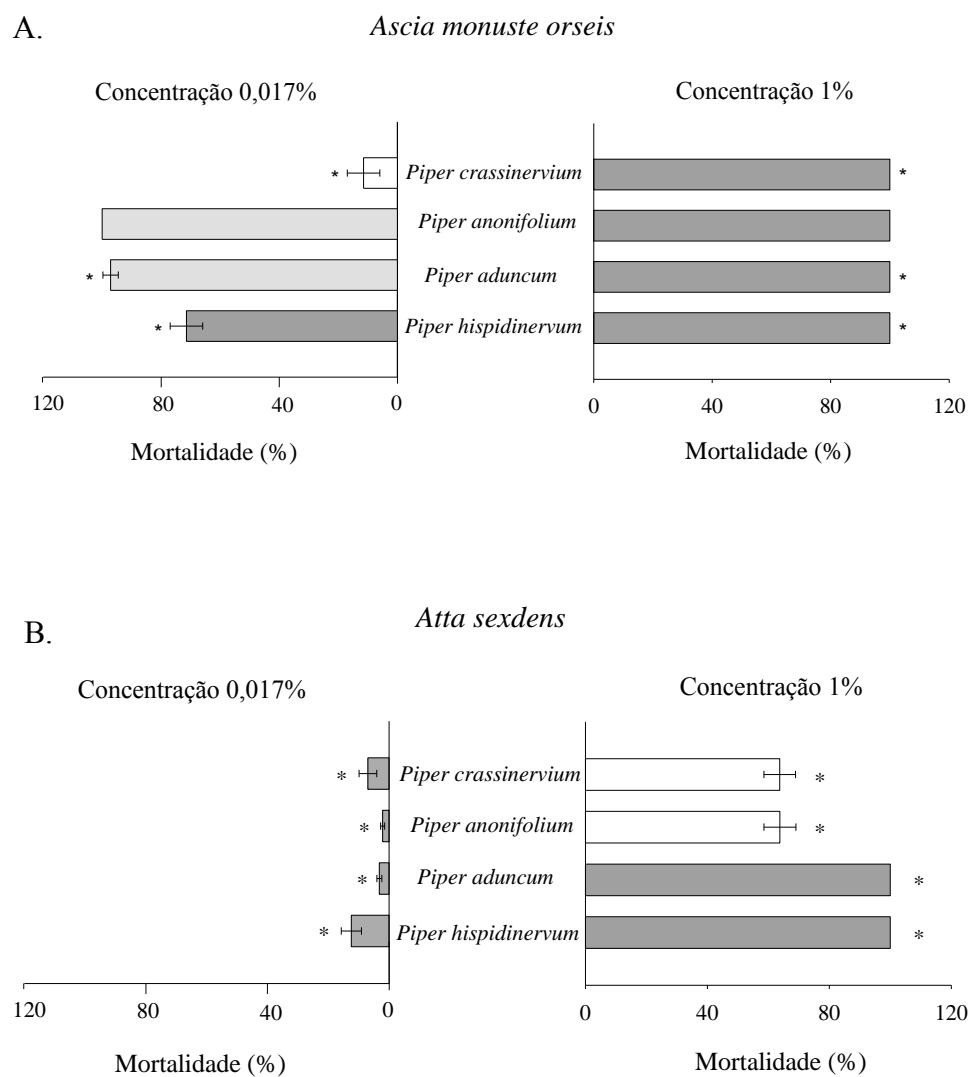 A.
Ascia monuste orseis
Concentração 0,017%
Concentração 1%
* Piper crassinervium *
Piper anonifolium
* Piper aduncum *
* Piper hispidinervum *
120 80 40 0
0 40 80 120
Mortalidade (%)
Mortalidade (%)
B.
Atta sexdens
Concentração 0,017%
Concentração 1%
* Piper crassinervium *
* Piper anonifolium *
* Piper aduncum *
* Piper hispidinervum *
120 80 40 0
0 40 60 120
Mortalidade (%)
Mortalidade (%)